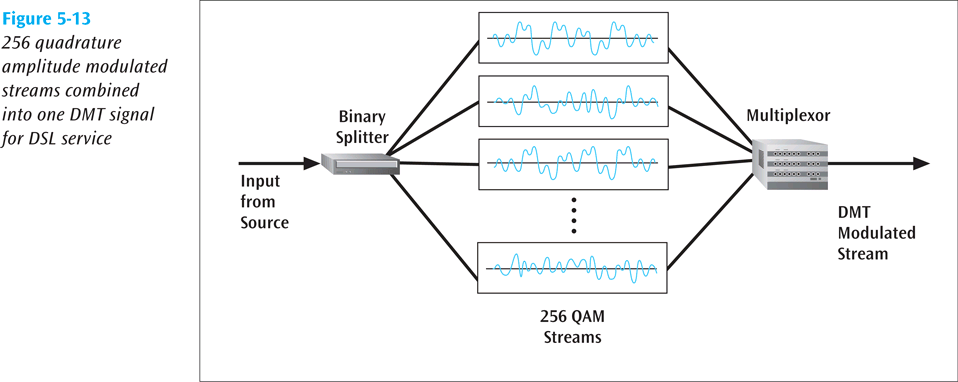 Figure 5-13
256 quadrature
amplitude modulated
streams combined
into one DMT signal
for DSL service
Binary
Splitter
Multiplexor
Input
from
Source
DMT
Modulated
Stream
256 QAM
Streams